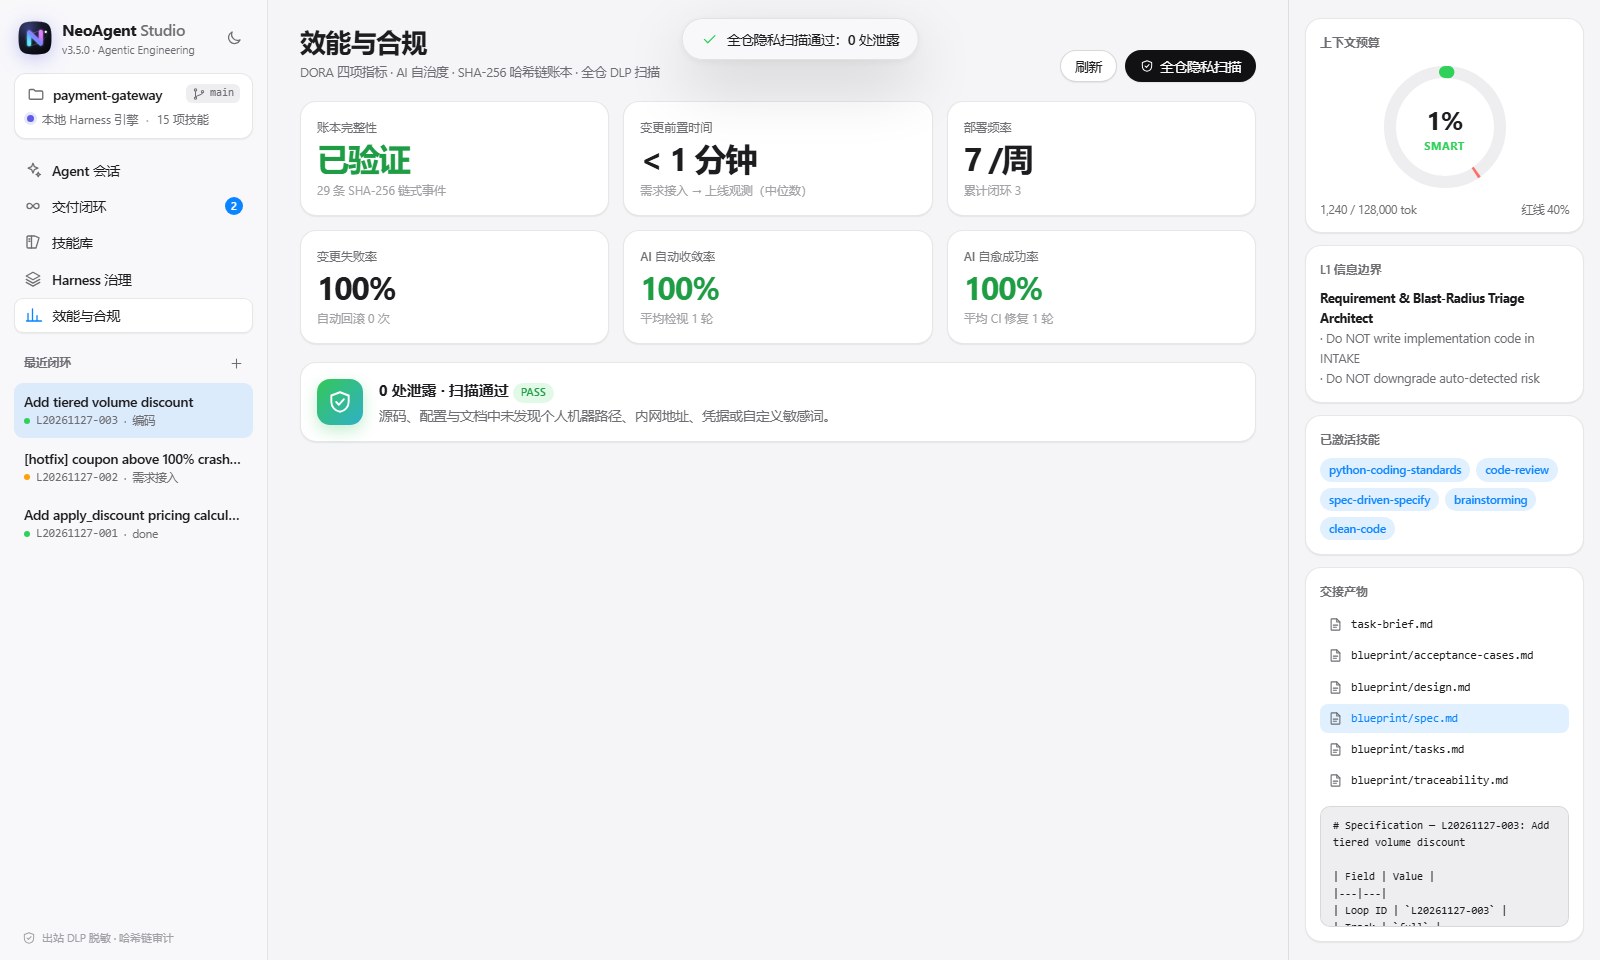 NeoAgent Studio
v3.5.0 · Agentic Engineering
payment-gateway
main
本地 Harness 引擎 · 15 项技能
Agent 会话
交付闭环
2
技能库
Harness 治理
效能与合规
最近闭环
Add tiered volume discount
L20261127-003 · 编码
[hotfix] coupon above 100% crash...
L20261127-002 · 需求接入
Add apply_discount pricing calcul...
L20261127-001 · done
出站 DLP 脱敏 · 哈希链审计
效能与合规
DORA 四项指标 · AI 自治度 · SHA-256 哈希链账本 · 全仓 DLP 扫描
全仓隐私扫描通过：0 处泄露
刷新
全仓隐私扫描
账本完整性
已验证
29 条 SHA-256 链式事件
变更前置时间
< 1 分钟
需求接入 → 上线观测（中位数）
部署频率
7 /周
累计闭环 3
变更失败率
100%
自动回滚 0 次
AI 自动收敛率
100%
平均检视 1 轮
AI 自愈成功率
100%
平均 CI 修复 1 轮
0 处泄露 · 扫描通过 PASS
源码、配置与文档中未发现个人机器路径、内网地址、凭据或自定义敏感词。
上下文预算
1%
SMART
1,240 / 128,000 tok
红线 40%
L1 信息边界
Requirement & Blast-Radius Triage
Architect
· Do NOT write implementation code in
INTAKE
· Do NOT downgrade auto-detected risk
已激活技能
python-coding-standards
code-review
spec-driven-specify
brainstorming
clean-code
交接产物
task-brief.md
blueprint/acceptance-cases.md
blueprint/design.md
blueprint/spec.md
blueprint/tasks.md
blueprint/traceability.md
# Specification — L20261127-003: Add
tiered volume discount
| Field | Value |
|---|---|
| Loop ID | `L20261127-003` |
| Track | `full` |